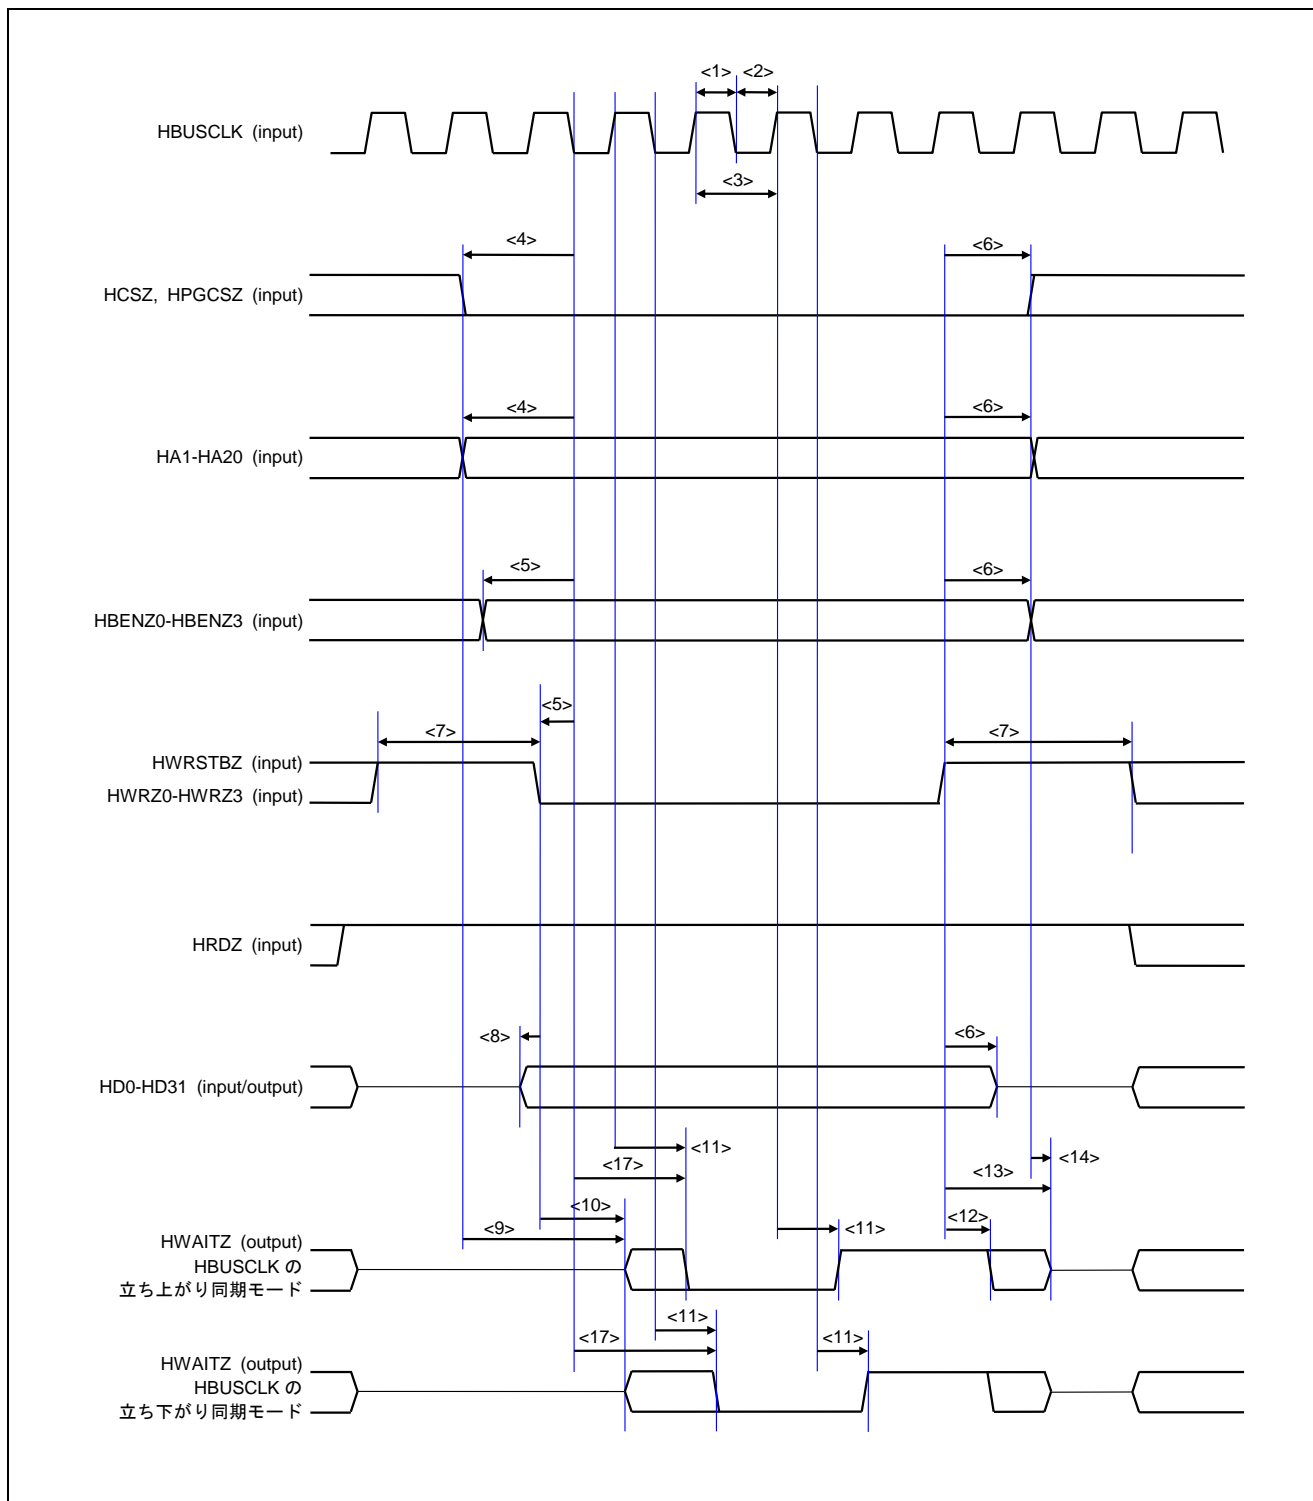 <1> <2>
HBUSCLK (input)
<3>
<4> <6>
HCSZ, HPGCSZ (input)
<4> <6>
HA1-HA20 (input)
<5> <6>
HBENZ0-HBENZ3 (input)
<5>
<7> <7>
HWRSTBZ (input)
HWRZ0-HWRZ3 (input)
HRDZ (input)
<8> <6>
HD0-HD31 (input/output)
<11> <14>
<17> <13>
<10> <12>
<9> <11>
HWAITZ (output)
HBUSCLK の
立ち上がり同期モード
<11> <11>
<17>
HWAITZ (output)
HBUSCLK の
立ち下がり同期モード